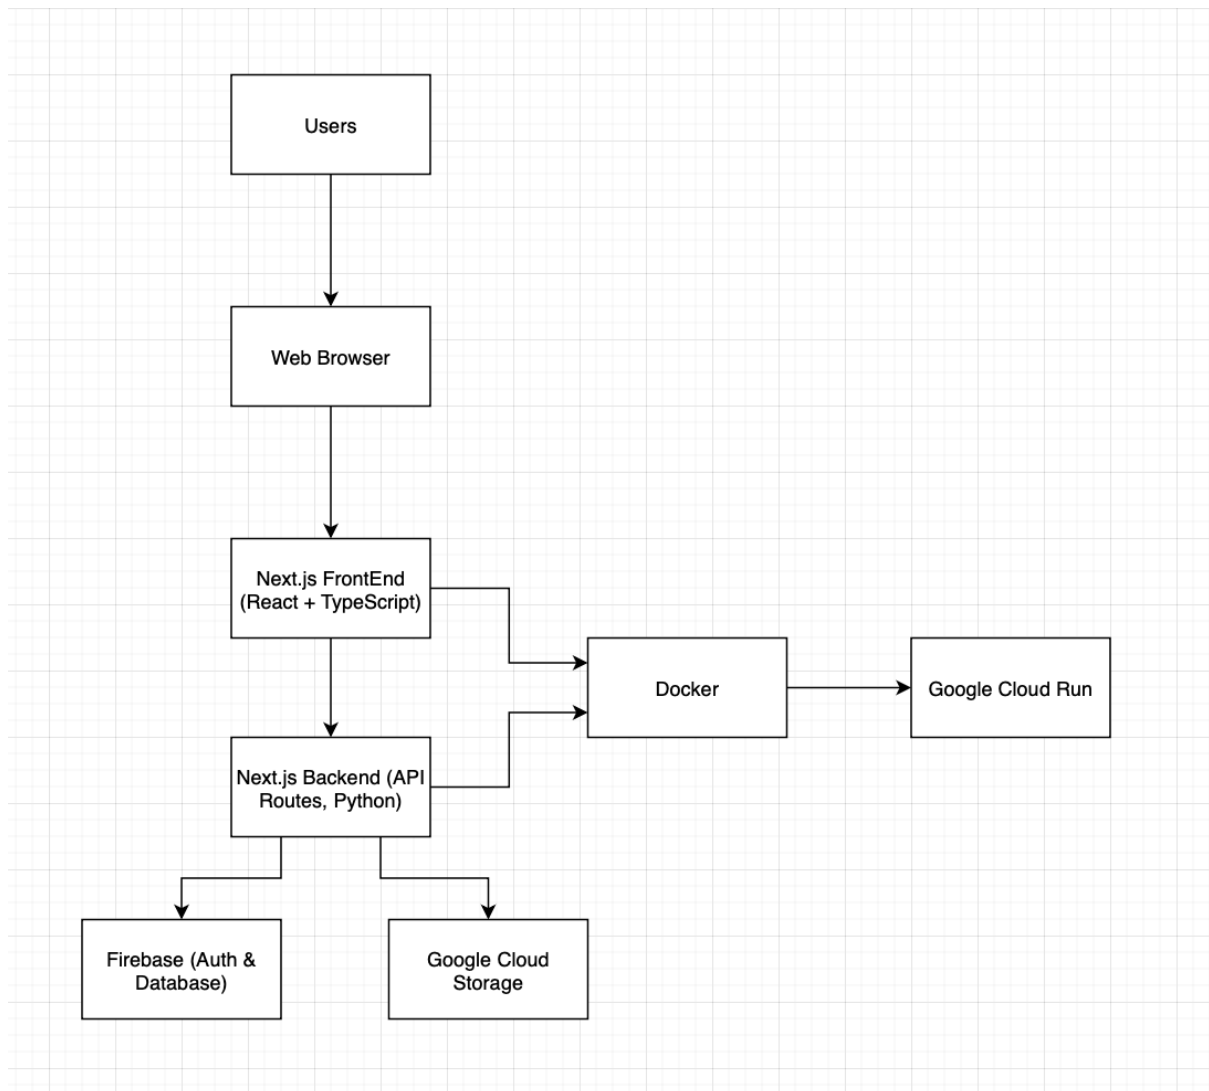 Users
Web Browser
Next.js FrontEnd
(React + TypeScript)
Docker
Google Cloud Run
Next.js Backend (API
Routes, Python)
Firebase (Auth &
Database)
Google Cloud
Storage